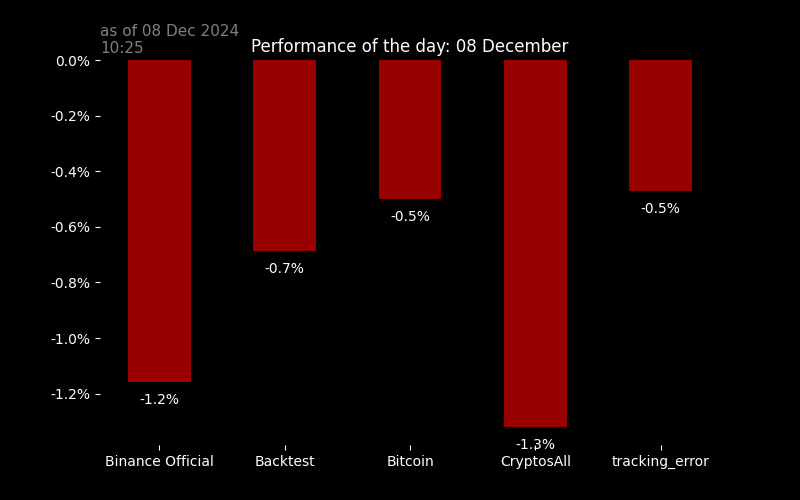 as of 08 Dec 2024
10:25
Performance of the day: 08 December
0.0%
-0.2%
-0.4%
-0.6%
-0.8%
-1.0%
-1.2%
-1.2%
-0.7%
-0.5%
-1.3%
-0.5%
Binance Official
Backtest
Bitcoin
CryptosAll
tracking_error